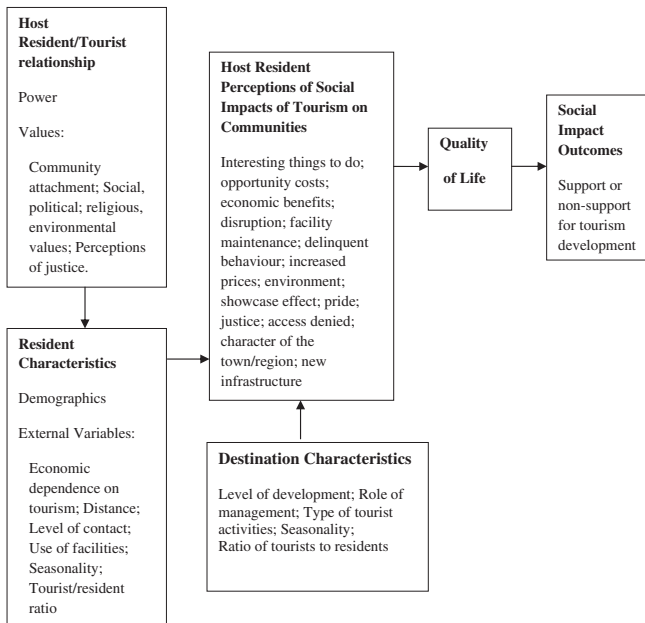 Host
Resident/Tourist
relationship
Power
Values:
Community
attachment; Social,
political; religious,
environmental
values; Perceptions
of justice.
Resident
Characteristics
Demographics
External Variables:
Economic
dependence on
tourism; Distance;
Level of contact;
Use of facilities;
Seasonality;
Tourist/resident
ratio
Host Resident
Perceptions of Social
Impacts of Tourism on
Communities
Interesting things to do;
opportunity costs;
economic benefits;
disruption; facility
maintenance; delinquent
behaviour; increased
prices; environment;
showcase effect; pride;
justice; access denied;
character of the
town/region; new
infrastructure
Destination Characteristics
Level of development; Role of
management; Type of tourist
activities; Seasonality;
Ratio of tourists to residents
Quality
of Life
Social
Impact
Outcomes
Support or
non-support
for tourism
development